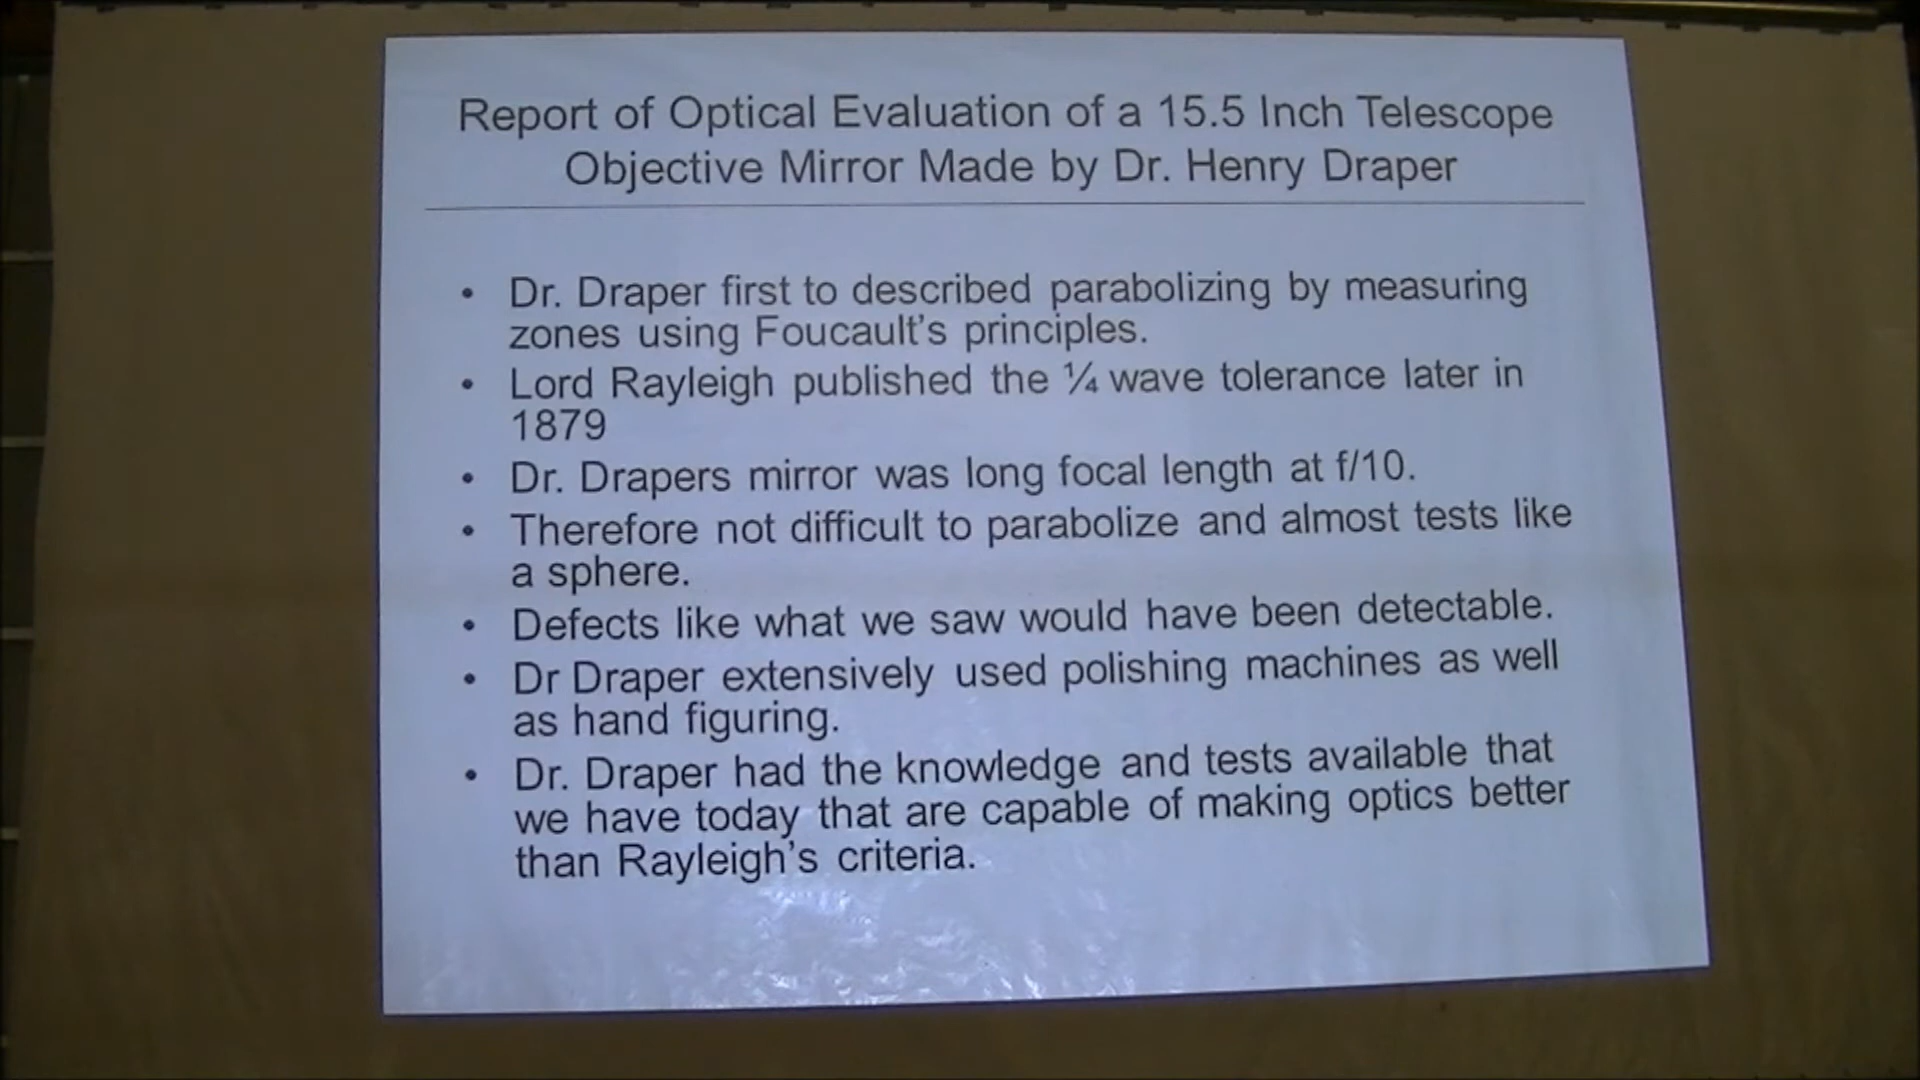 Report of Optical Evaluation of a 15.5 Inch Telescope
Objective Mirror Made by Dr. Henry Draper
• Dr. Draper first to described parabolizing by measuring
zones using Foucault's principles.
• Lord Rayleigh published the ¼ wave tolerance later in
1879
• Dr. Drapers mirror was long focal length at f/10.
• Therefore not difficult to parabolize and almost tests like
a sphere.
• Defects like what we saw would have been detectable.
• Dr Draper extensively used polishing machines as well
as hand figuring.
• Dr. Draper had the knowledge and tests available that
we have today that are capable of making optics better
than Rayleigh's criteria.